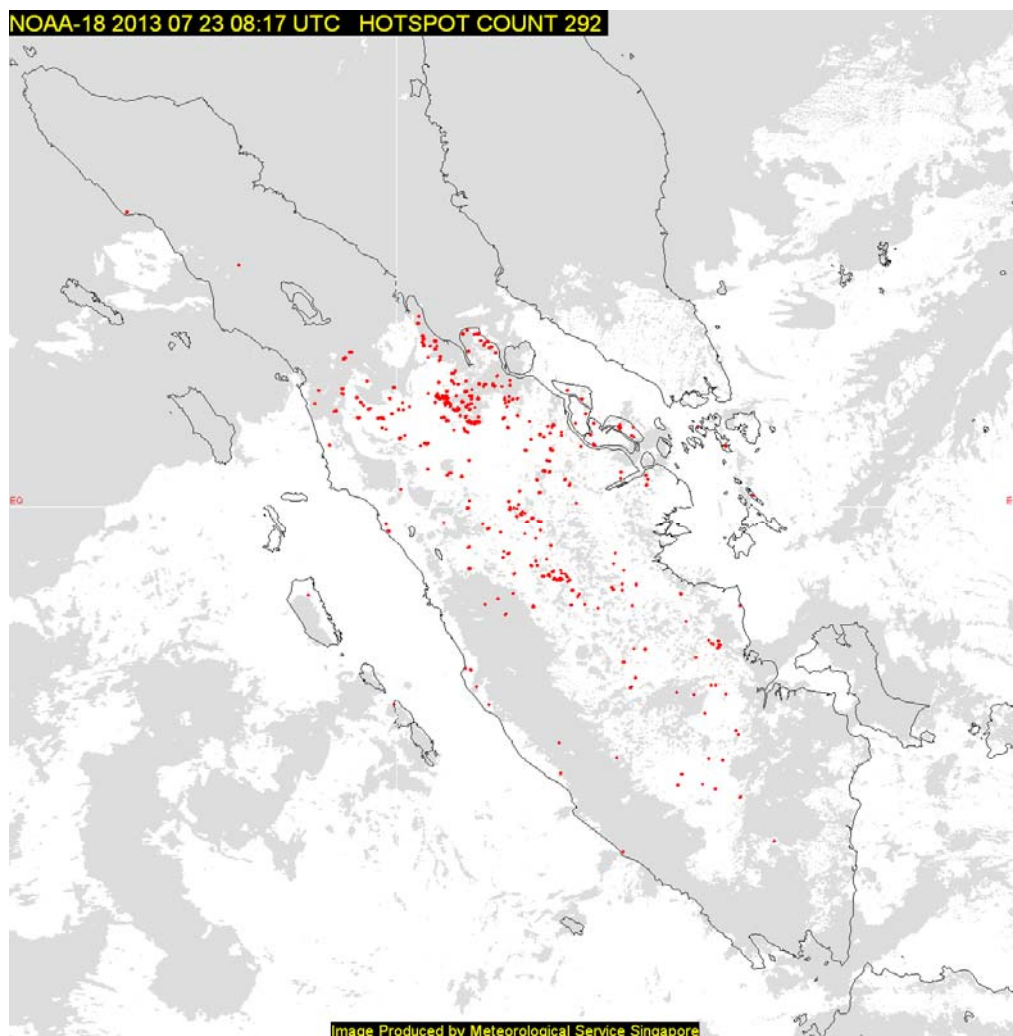 NOAA-18 2013 07 23 08:17 UTC HOTSPOT COUNT 292
EQ
E
Image Produced by Meteorological Service Singapore